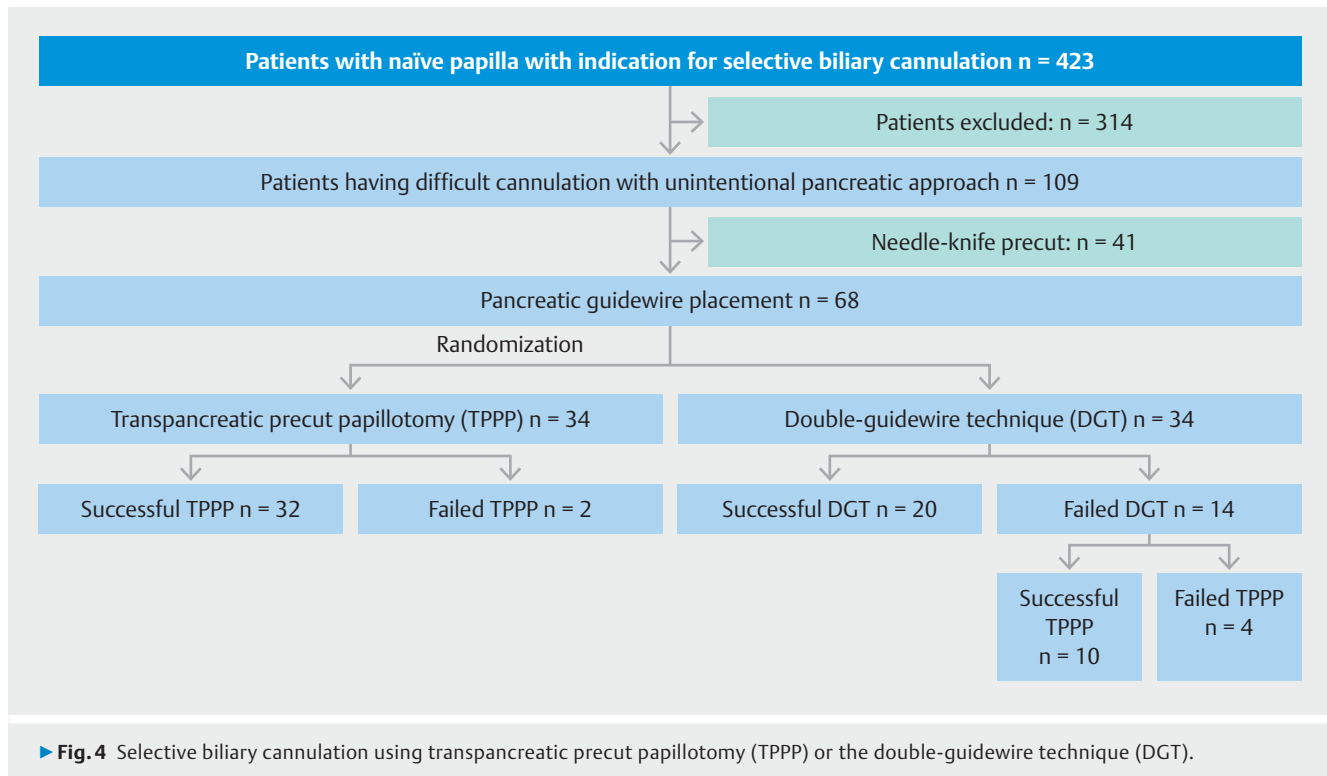 Patients with naïve papilla with indication for selective biliary cannulation n = 423
Patients excluded: n = 314
Patients having difficult cannulation with unintentional pancreatic approach n = 109
Needle-knife precut: n = 41
Pancreatic guidewire placement n = 68
Randomization
Transpancreatic precut papillotomy (TPPP) n = 34
Double-guidewire technique (DGT) n = 34
Successful TPPP n = 32
Failed TPPP n = 2
Successful DGT n = 20
Failed DGT n = 14
Successful
TPPP
n = 10
Failed TPPP
n = 4
▶ Fig. 4 Selective biliary cannulation using transpancreatic precut papillotomy (TPPP) or the double-guidewire technique (DGT).